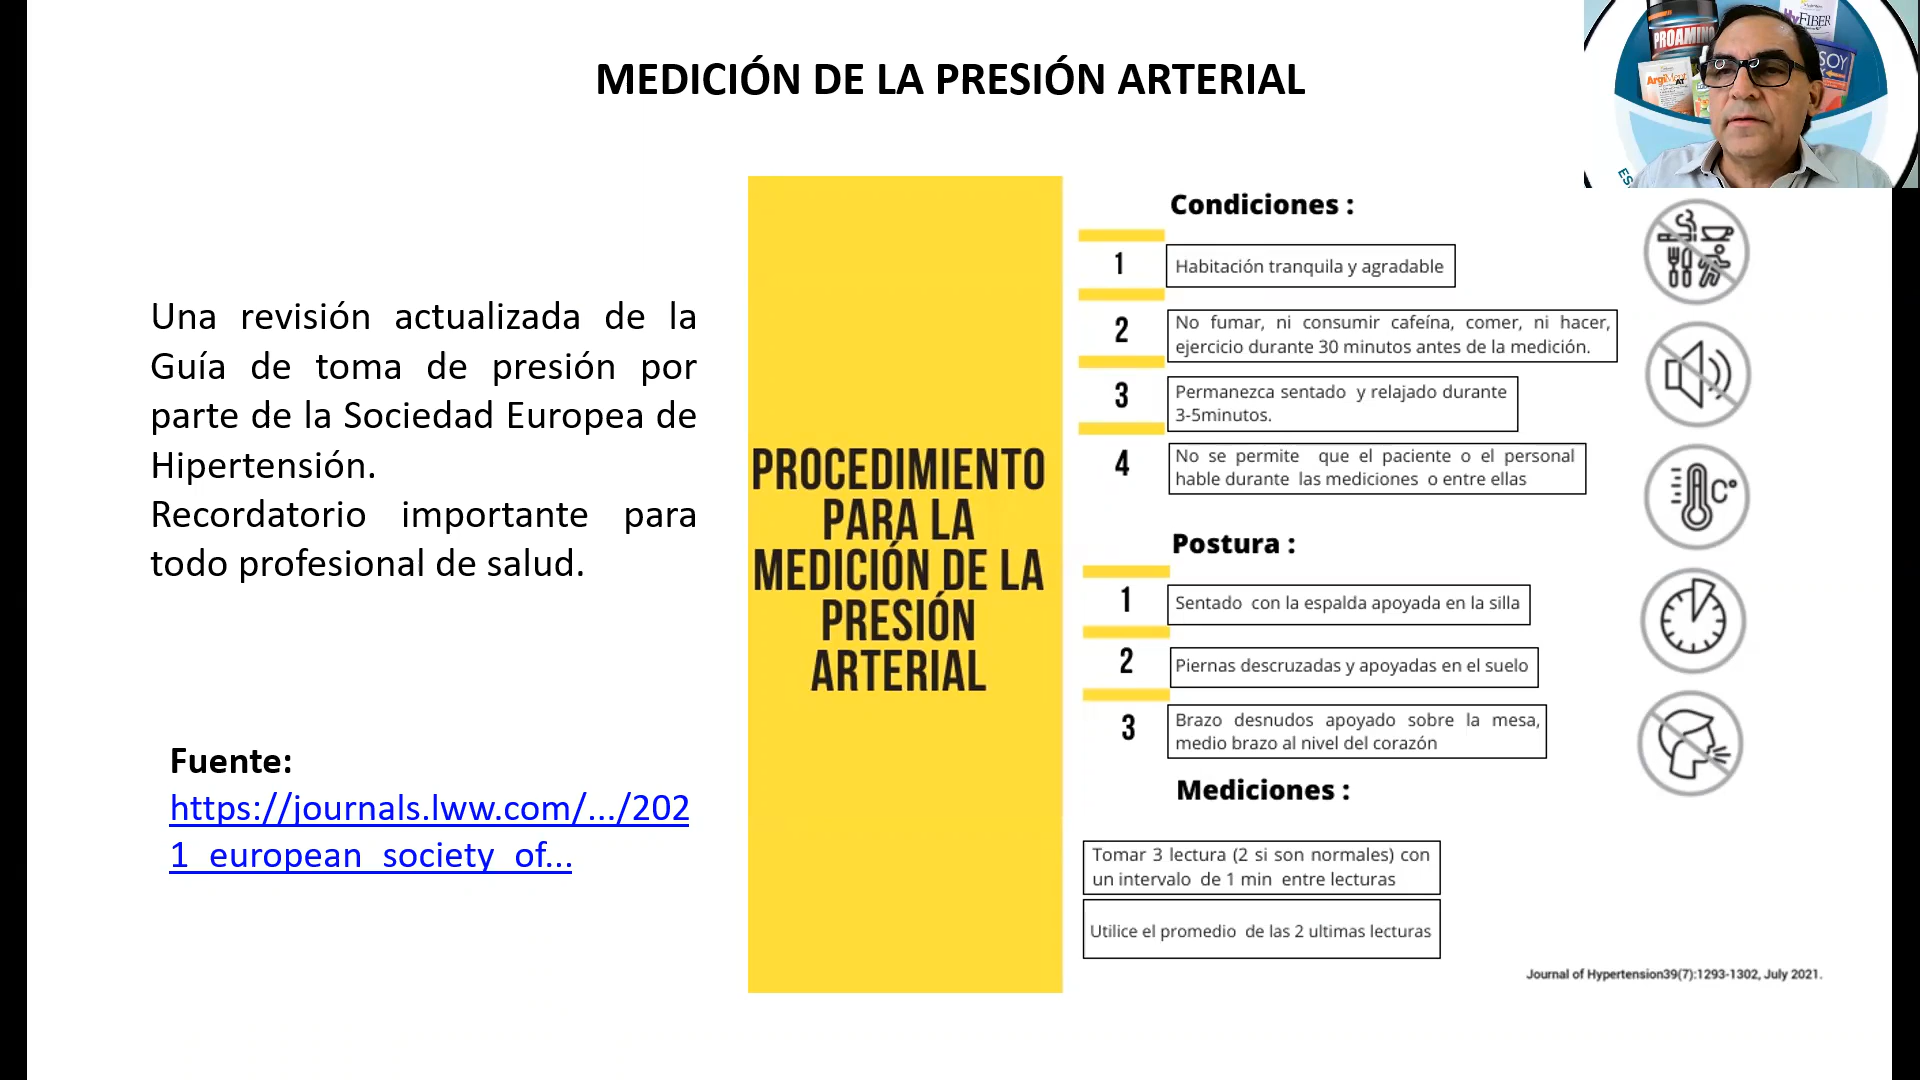 MEDICIÓN DE LA PRESIÓN ARTERIAL
PROAMINO
HyFIBER
ArgiMent
AT
SOY
ES
Una revisión actualizada de la
Guía de toma de presión por
parte de la Sociedad Europea de
Hipertensión.
Recordatorio importante para
todo profesional de salud.
Fuente:
https://journals.lww.com/.../202
1_european_society_of...
PROCEDIMIENTO
PARA LA
MEDICIÓN DE LA
PRESIÓN
ARTERIAL
Condiciones :
1
Habitación tranquila y agradable
2
No fumar, ni consumir cafeína, comer, ni hacer,
ejercicio durante 30 minutos antes de la medición.
3
Permanezca sentado y relajado durante
3-5minutos.
4
No se permite que el paciente o el personal
hable durante las mediciones o entre ellas
Postura :
1
Sentado con la espalda apoyada en la silla
2
Piernas descruzadas y apoyadas en el suelo
3
Brazo desnudos apoyado sobre la mesa,
medio brazo al nivel del corazón
Mediciones :
Tomar 3 lectura (2 si son normales) con
un intervalo de 1 min entre lecturas
Utilice el promedio de las 2 ultimas lecturas
C°
Journal of Hypertension39(7):1293-1302, July 2021.